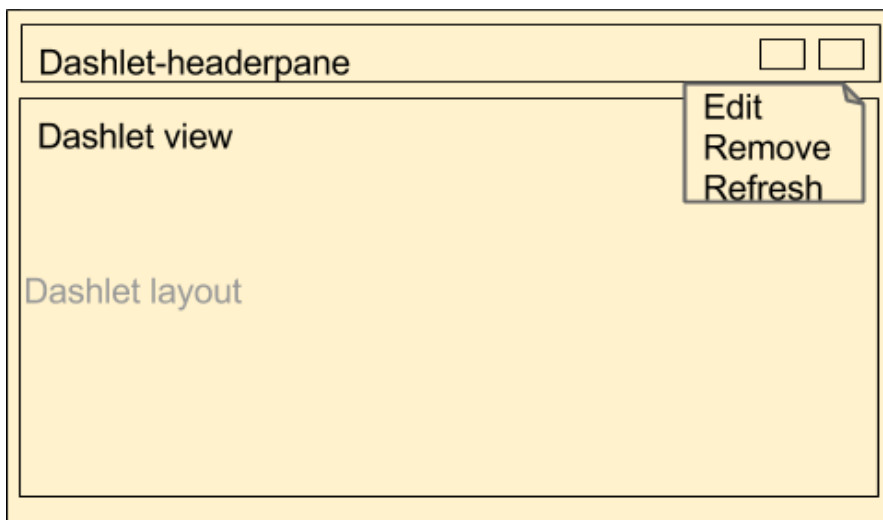 Dashlet-headerpane
Edit
Remove
Refresh
Dashlet view
Dashlet layout